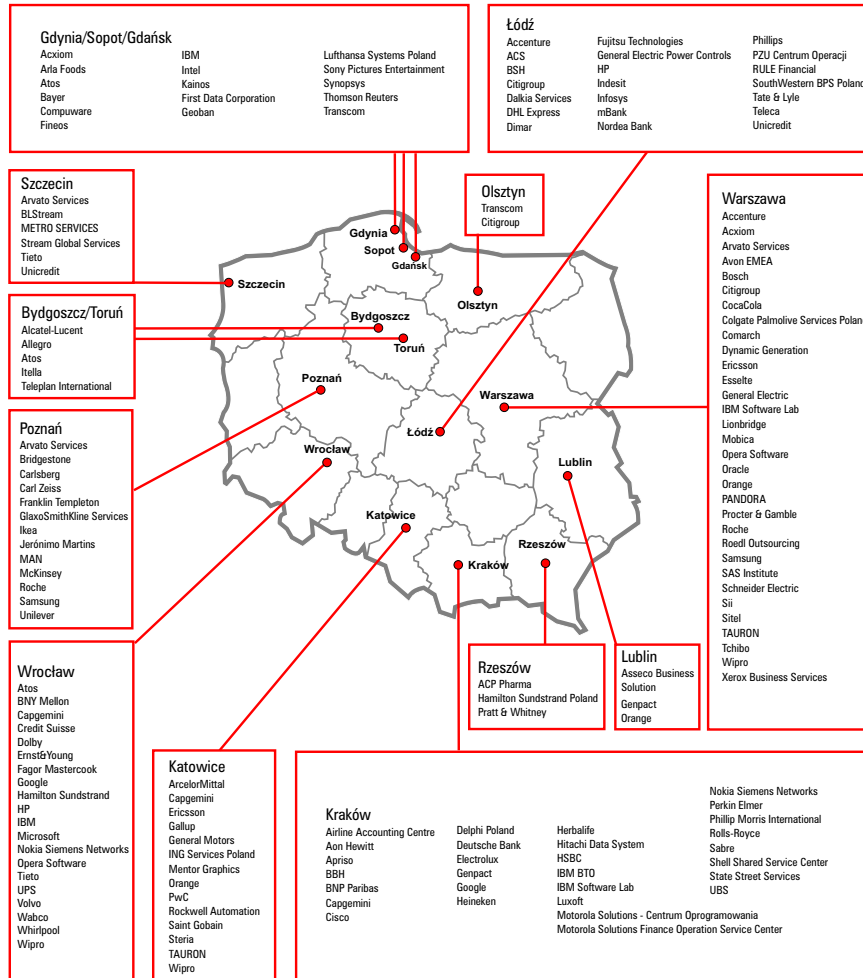 Gdynia/Sopot/Gdańsk
Acxiom
Arla Foods
Atos
Bayer
Compuware
Fineos
IBM
Intel
Kainos
First Data Corporation
Geoban
Lufthansa Systems Poland
Sony Pictures Entertainment
Synopsys
Thomson Reuters
Transcom
Łódź
Accenture
ACS
BSH
Citigroup
Dalkia Services
DHL Express
Dimar
Fujitsu Technologies
General Electric Power Controls
HP
Indesit
Infosys
mBank
Nordea Bank
Phillips
PZU Centrum Operacji
RULE Financial
SouthWestern BPS Poland
Tate & Lyle
Teleca
Unicredit
Szczecin
Arvato Services
BLStream
METRO SERVICES
Stream Global Services
Tieto
Unicredit
Olsztyn
Transcom
Citigroup
Warszawa
Accenture
Acxiom
Arvato Services
Avon EMEA
Bosch
Citigroup
CocaCola
Colgate Palmolive Services Poland
Comarch
Dynamic Generation
Ericsson
Esselte
General Electric
IBM Software Lab
Lionbridge
Mobica
Opera Software
Oracle
Orange
PANDORA
Procter & Gamble
Roche
Roedl Outsourcing
Samsung
SAS Institute
Schneider Electric
Sii
Sitel
TAURON
Tchibo
Wipro
Xerox Business Services
Bydgoszcz/Toruń
Alcatel-Lucent
Allegro
Atos
Itella
Teleplan International
Gdynia
Sopot
Gdańsk
Szczecin
Olsztyn
Bydgoszcz
Toruń
Poznań
Warszawa
Łódź
Wrocław
Lublin
Katowice
Rzeszów
Kraków
Poznań
Arvato Services
Bridgestone
Carlsberg
Carl Zeiss
Franklin Templeton
GlaxoSmithKline Services
Ikea
Jerónimo Martins
MAN
McKinsey
Roche
Samsung
Unilever
Wrocław
Atos
BNY Mellon
Capgemini
Credit Suisse
Dolby
Ernst&Young
Fagor Mastercook
Google
Hamilton Sundstrand
HP
IBM
Microsoft
Nokia Siemens Networks
Opera Software
Tieto
UPS
Volvo
Wabco
Whirlpool
Wipro
Katowice
ArcelorMittal
Capgemini
Ericsson
Gallup
General Motors
ING Services Poland
Mentor Graphics
Orange
PwC
Rockwell Automation
Saint Gobain
Steria
TAURON
Wipro
Rzeszów
ACP Pharma
Hamilton Sundstrand Poland
Pratt & Whitney
Lublin
Asseco Business
Solution
Genpact
Orange
Kraków
Airline Accounting Centre
Aon Hewitt
Apriso
BBH
BNP Paribas
Capgemini
Cisco
Delphi Poland
Deutsche Bank
Electrolux
Genpact
Google
Heineken
Herbalife
Hitachi Data System
HSBC
IBM BTO
IBM Software Lab
Luxoft
Motorola Solutions - Centrum Oprogramowania
Motorola Solutions Finance Operation Service Center
Nokia Siemens Networks
Perkin Elmer
Phillip Morris International
Rolls-Royce
Sabre
Shell Shared Service Center
State Street Services
UBS